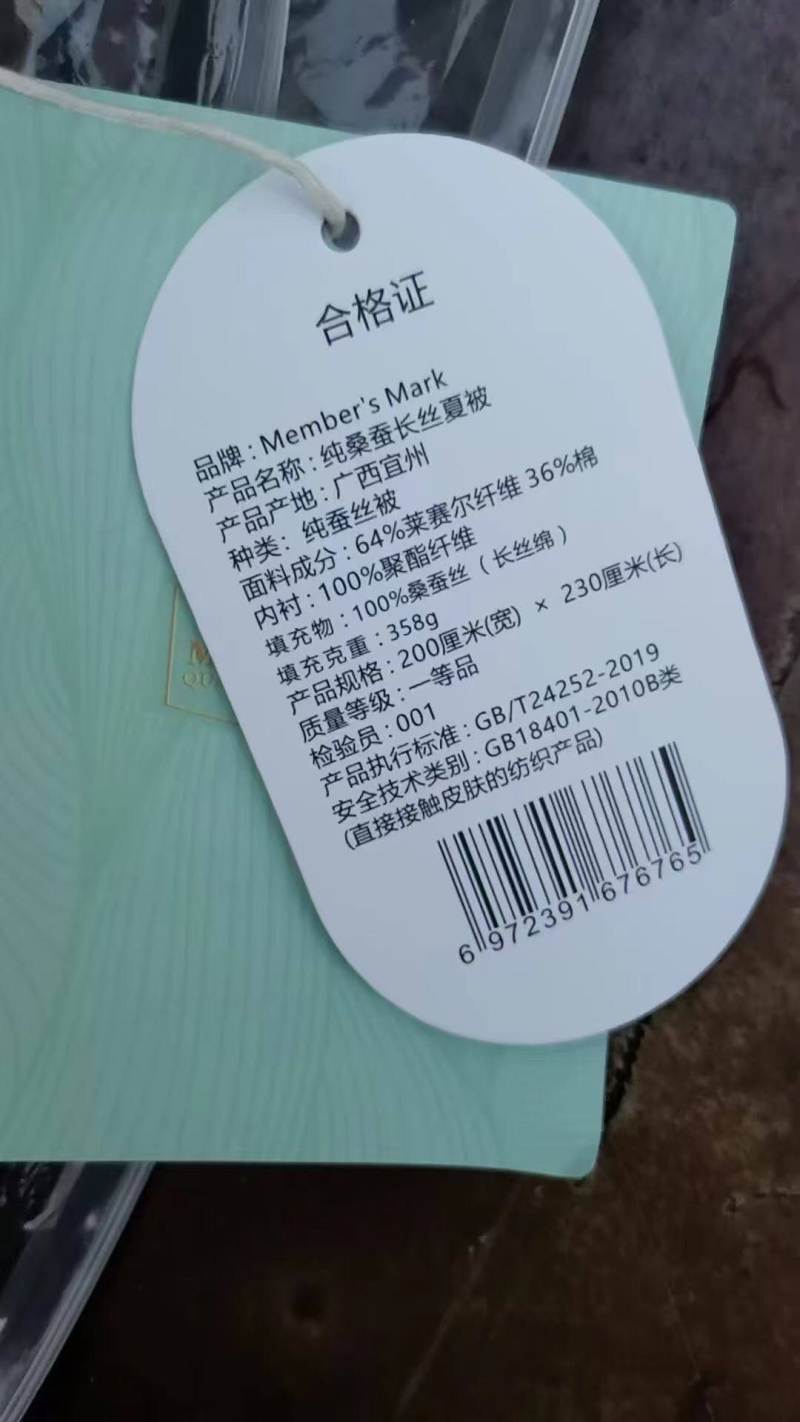 合格证
品牌：Member's Mark
产品名称：纯桑蚕长丝夏被
产品产地：广西宜州
种类：纯蚕丝被
面料成分：64%莱赛尔纤维 36%棉
内衬：100%聚酯纤维
填充物：100%桑蚕丝（长丝绵）
填充克重：358g
产品规格：200厘米(宽) × 230厘米(长)
质量等级：一等品
检验员：001
产品执行标准：GB/T24252-2019
安全技术类别：GB18401-2010B类
(直接接触皮肤的纺织产品)
6 972391 676765